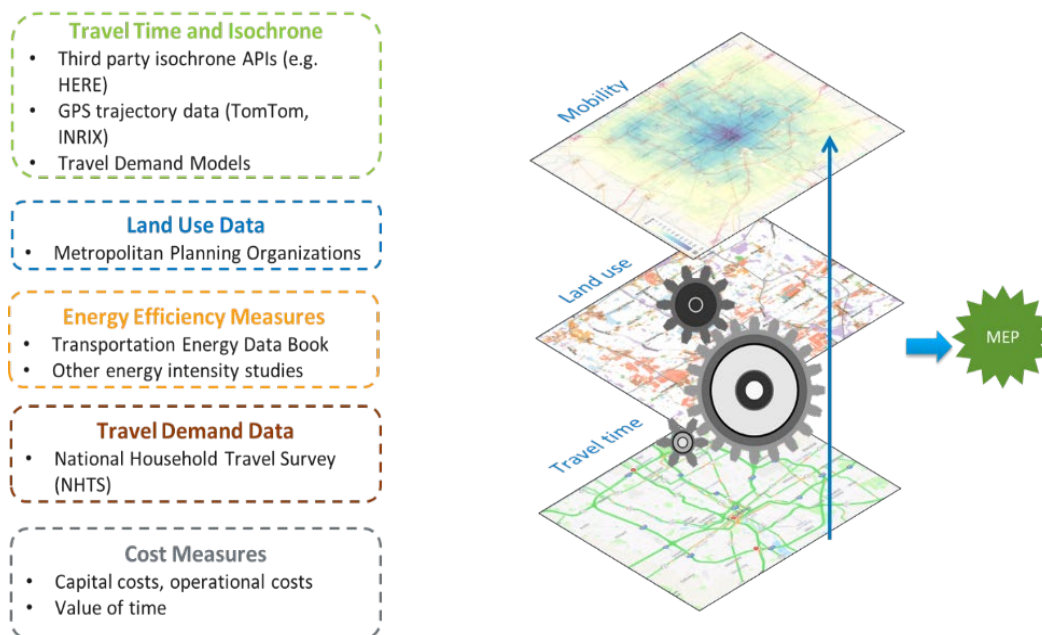 Travel Time and Isochrone
• Third party isochrone APIs (e.g.
HERE)
• GPS trajectory data (TomTom,
INRIX)
• Travel Demand Models
Land Use Data
• Metropolitan Planning Organizations
Energy Efficiency Measures
• Transportation Energy Data Book
• Other energy intensity studies
Travel Demand Data
• National Household Travel Survey
(NHTS)
Cost Measures
• Capital costs, operational costs
• Value of time
Mobility
Land use
Travel time
MEP